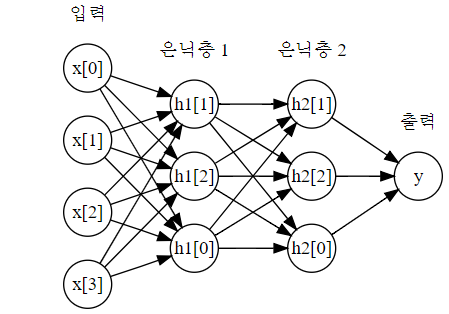 입력
은닉층 1
은닉층 2
출력
x[0]
x[1]
x[2]
x[3]
h1[1]
h1[2]
h1[0]
h2[1]
h2[2]
h2[0]
y